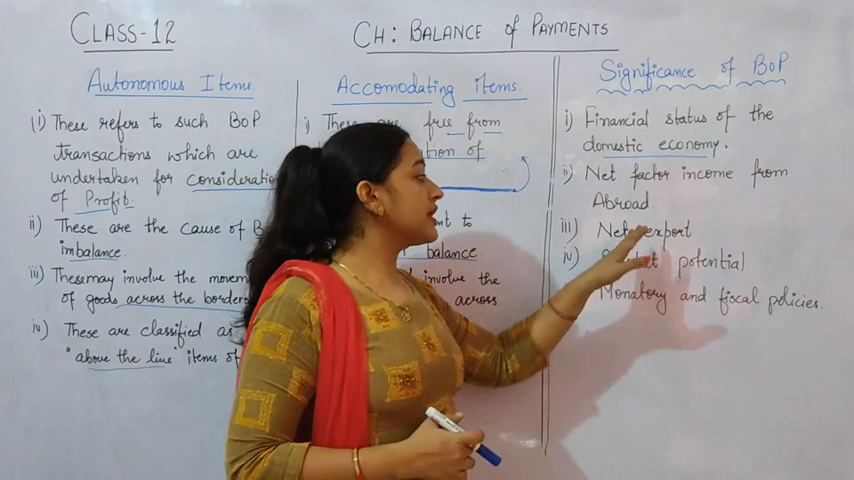 CLASS-12
CH: BALANCE of PAYMENTS
Autonomous Items.
(i) These refers to such BOP
transactions which are
undertaken for consideration
of Profit.
ii) These are the cause of
imbalance.
iii) These may involve the
of goods across the borders
iv) These are classified as
"above the line" items of
Accomodating items.
i) These are free from
of
to
balance
involve the
across
Significance of BOP
i) Financial status of the
domestic economy.
ii) Net factor income from
Abroad.
iii) Net export
iv) potential
Monatory and fiscal policies.